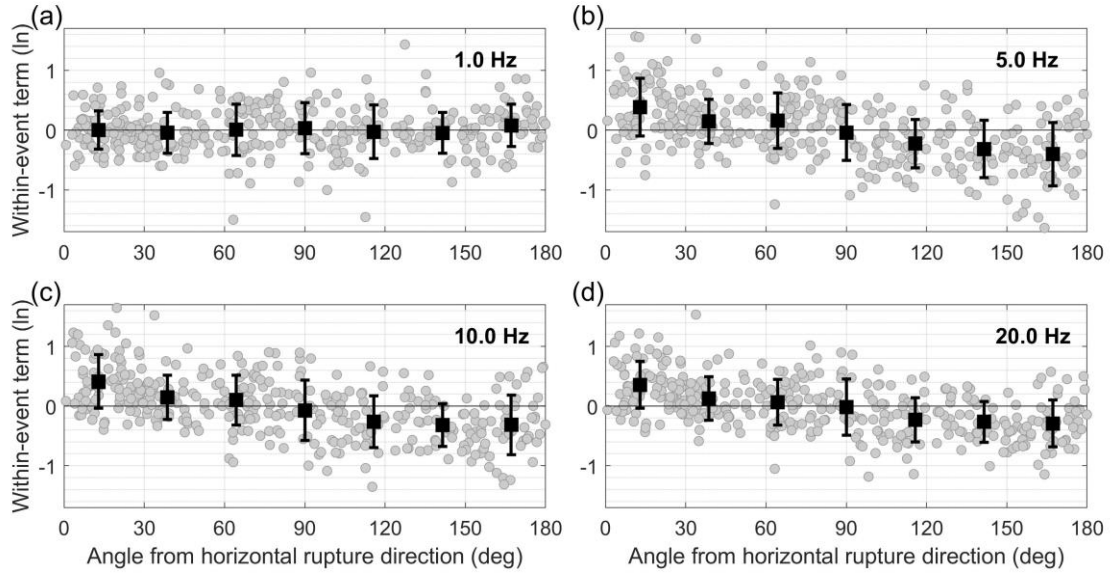 (a)
1.0 Hz
Within-event term (ln)
1
0
-1
0 30 60 90 120 150 180
(b)
5.0 Hz
1
0
-1
0 30 60 90 120 150 180
(c)
10.0 Hz
Within-event term (ln)
1
0
-1
0 30 60 90 120 150 180
Angle from horizontal rupture direction (deg)
(d)
20.0 Hz
1
0
-1
0 30 60 90 120 150 180
Angle from horizontal rupture direction (deg)